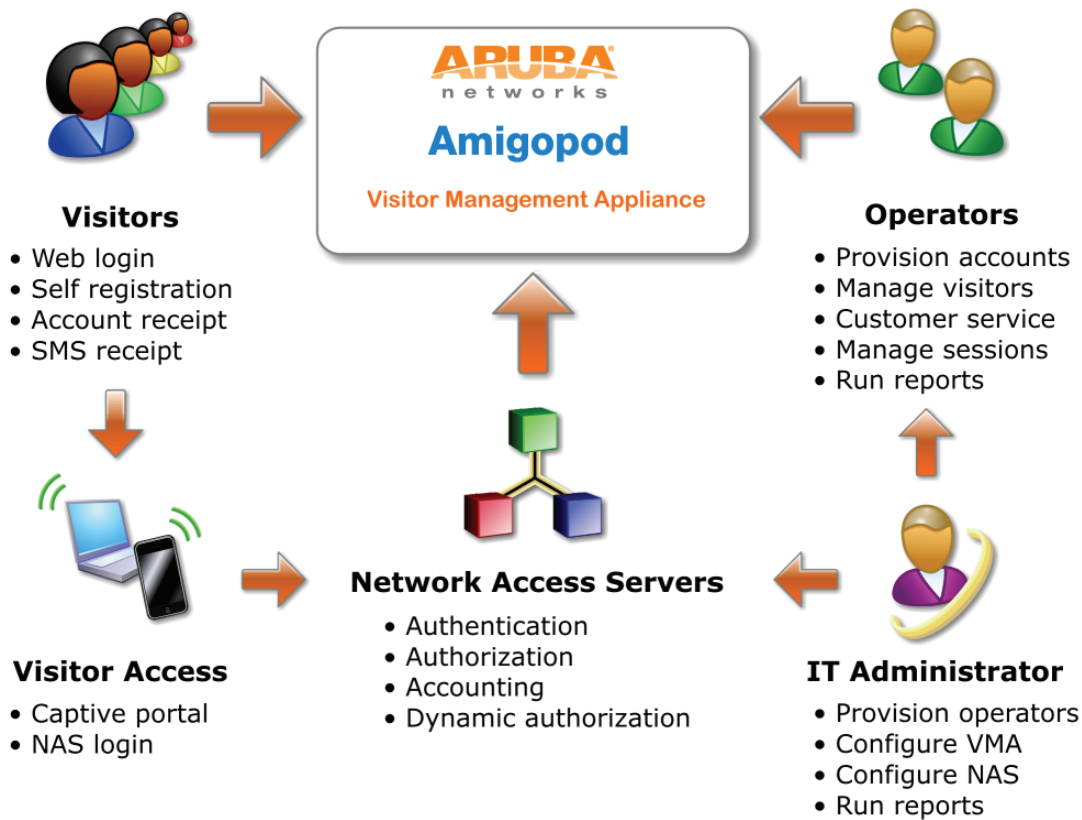 ARUBA
networks
Amigopod
Visitor Management Appliance
Visitors
• Web login
• Self registration
• Account receipt
• SMS receipt
Operators
• Provision accounts
• Manage visitors
• Customer service
• Manage sessions
• Run reports
Visitor Access
• Captive portal
• NAS login
Network Access Servers
• Authentication
• Authorization
• Accounting
• Dynamic authorization
IT Administrator
• Provision operators
• Configure VMA
• Configure NAS
• Run reports